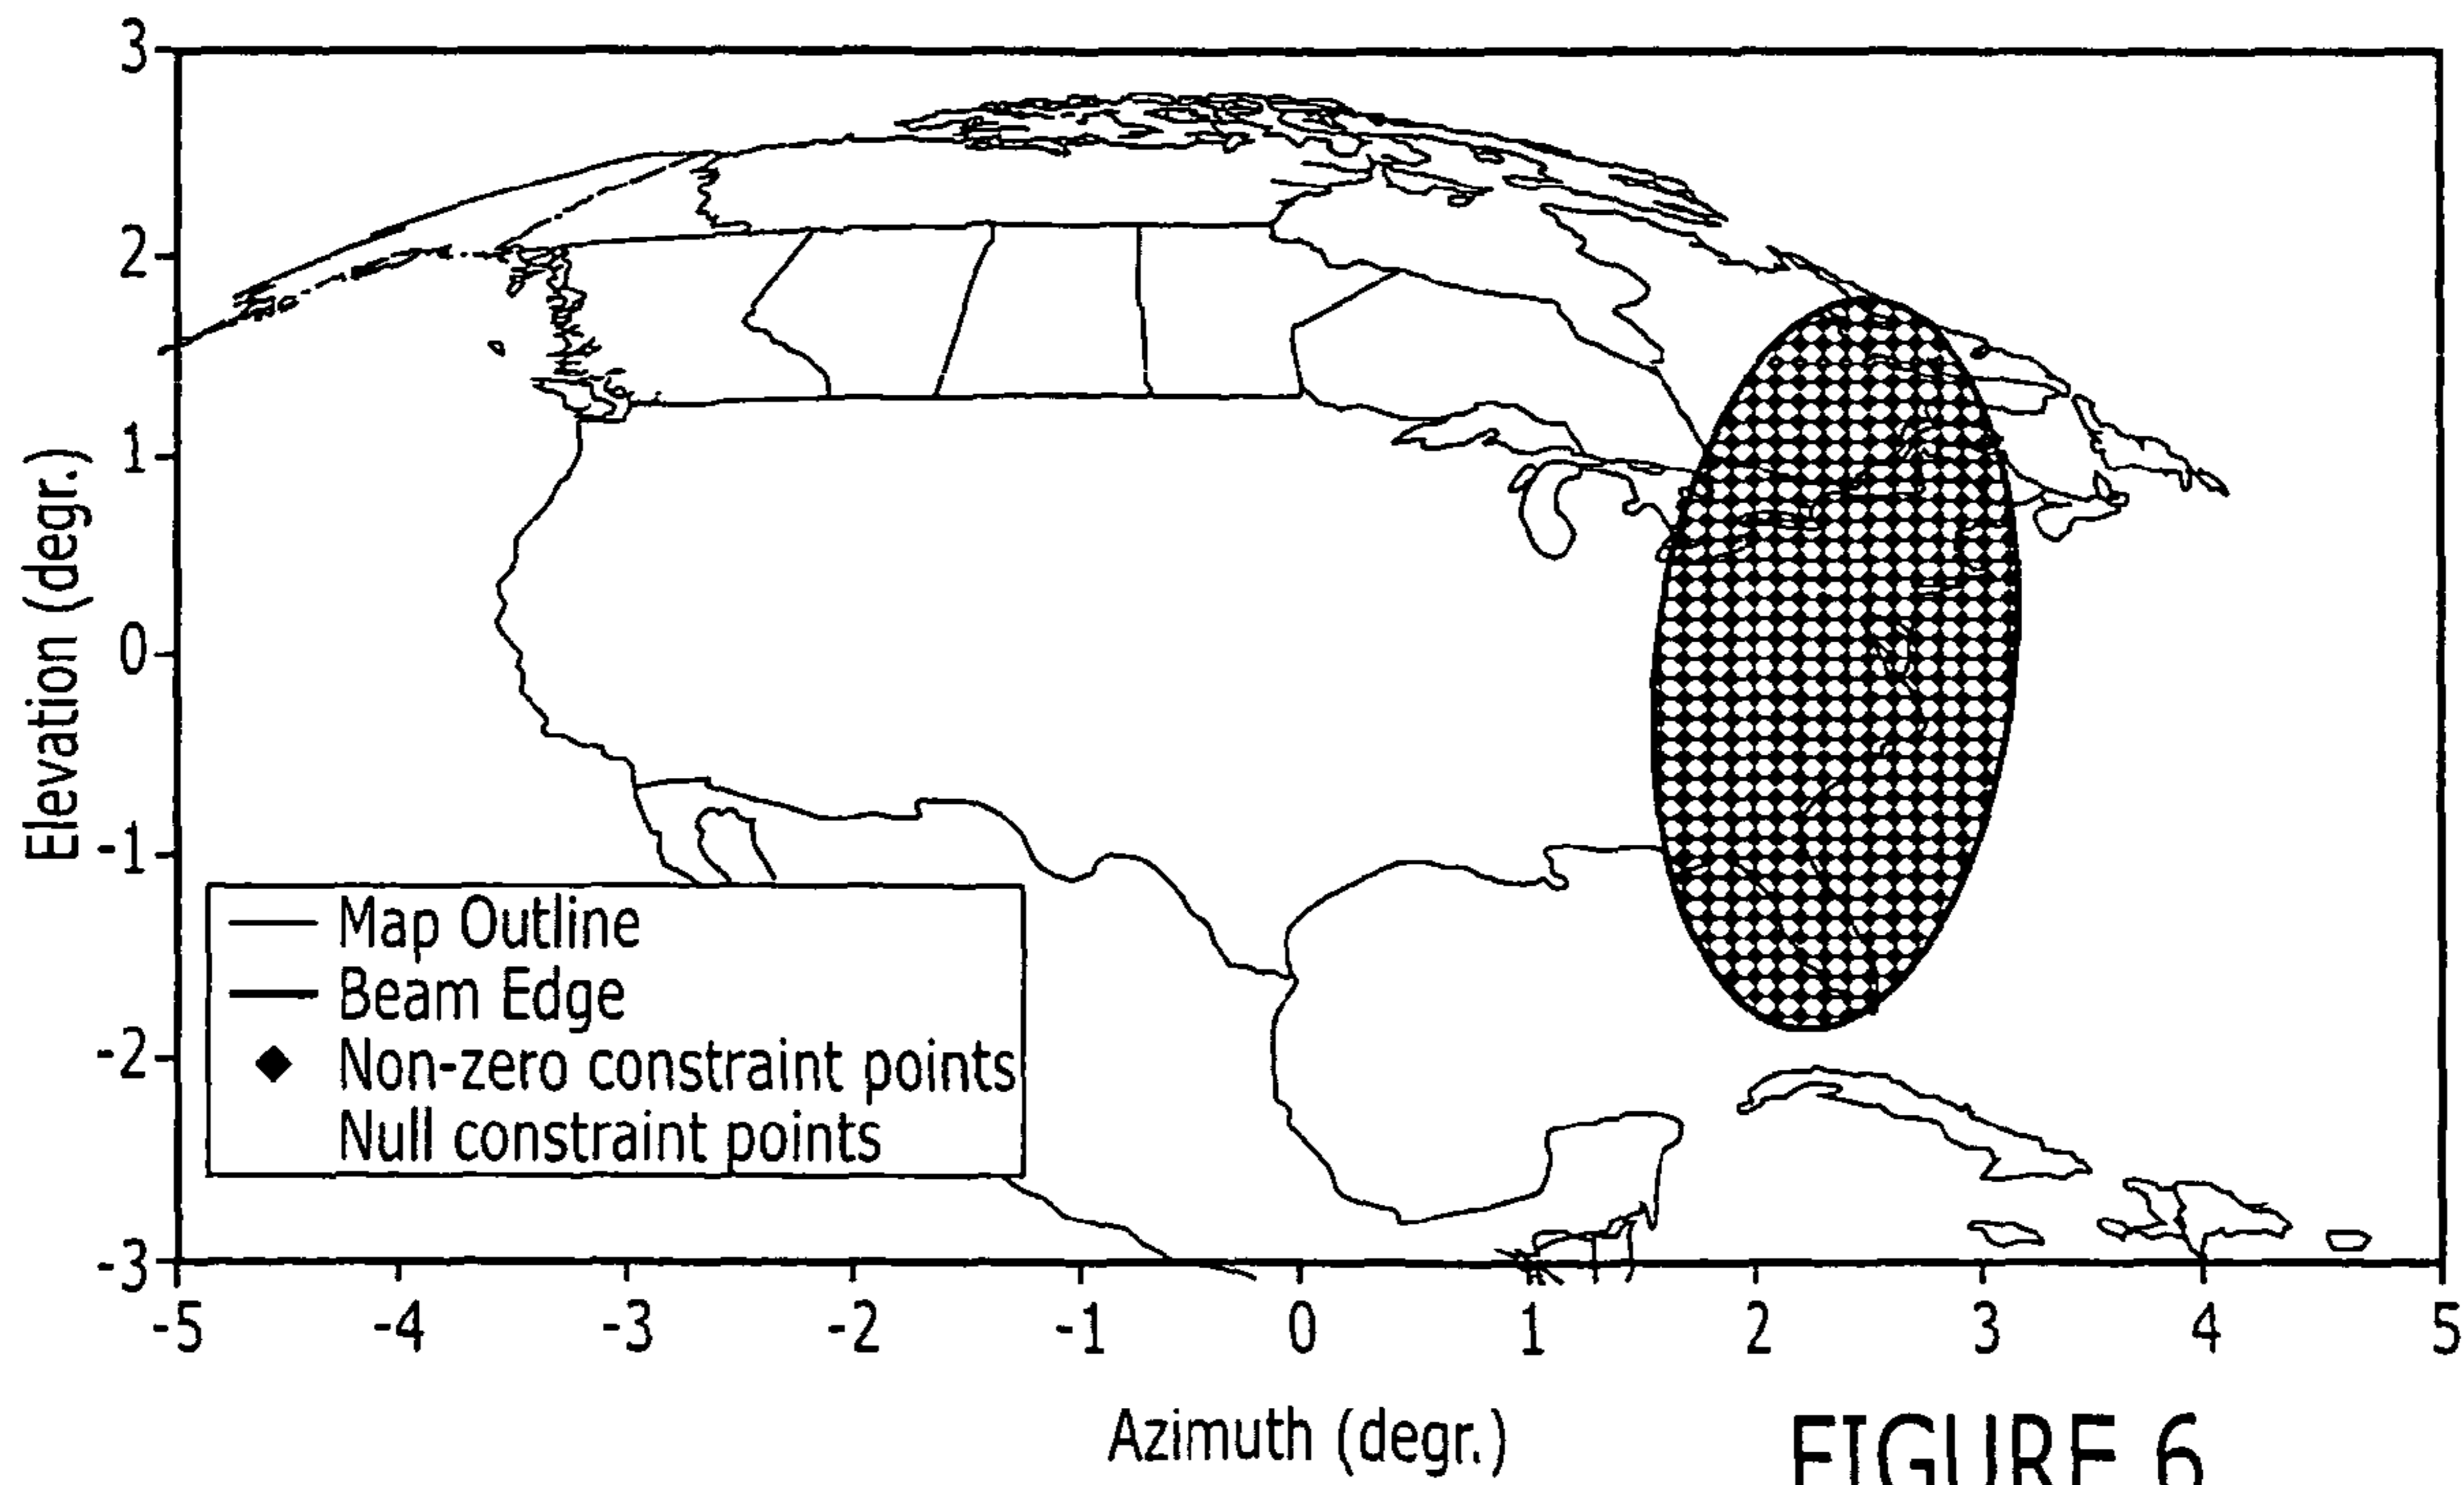 3
2
1
0
-1
-2
-3
Elevation (degr.)
Map Outline
Beam Edge
Non-zero constraint points
Null constraint points
-5 -4 -3 -2 -1 0 1 2 3 4 5
Azimuth (degr.)
FIGURE 6